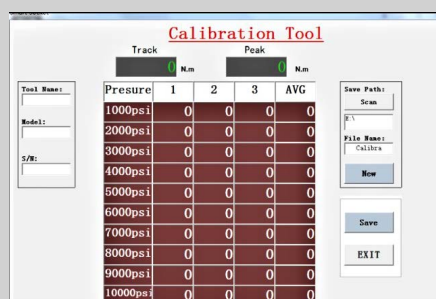 Calibration Tool
Track
Peak
0 N.m
0 N.m
Tool Name:
Model:
S/N:
Presure 1 2 3 AVG
1000psi 0 0 0 0
2000psi 0 0 0 0
3000psi 0 0 0 0
4000psi 0 0 0 0
5000psi 0 0 0 0
6000psi 0 0 0 0
7000psi 0 0 0 0
8000psi 0 0 0 0
9000psi 0 0 0 0
10000psi 0 0 0 0
Save Path:
Scan
E:\
File Name:
Calibra
New
Save
EXIT